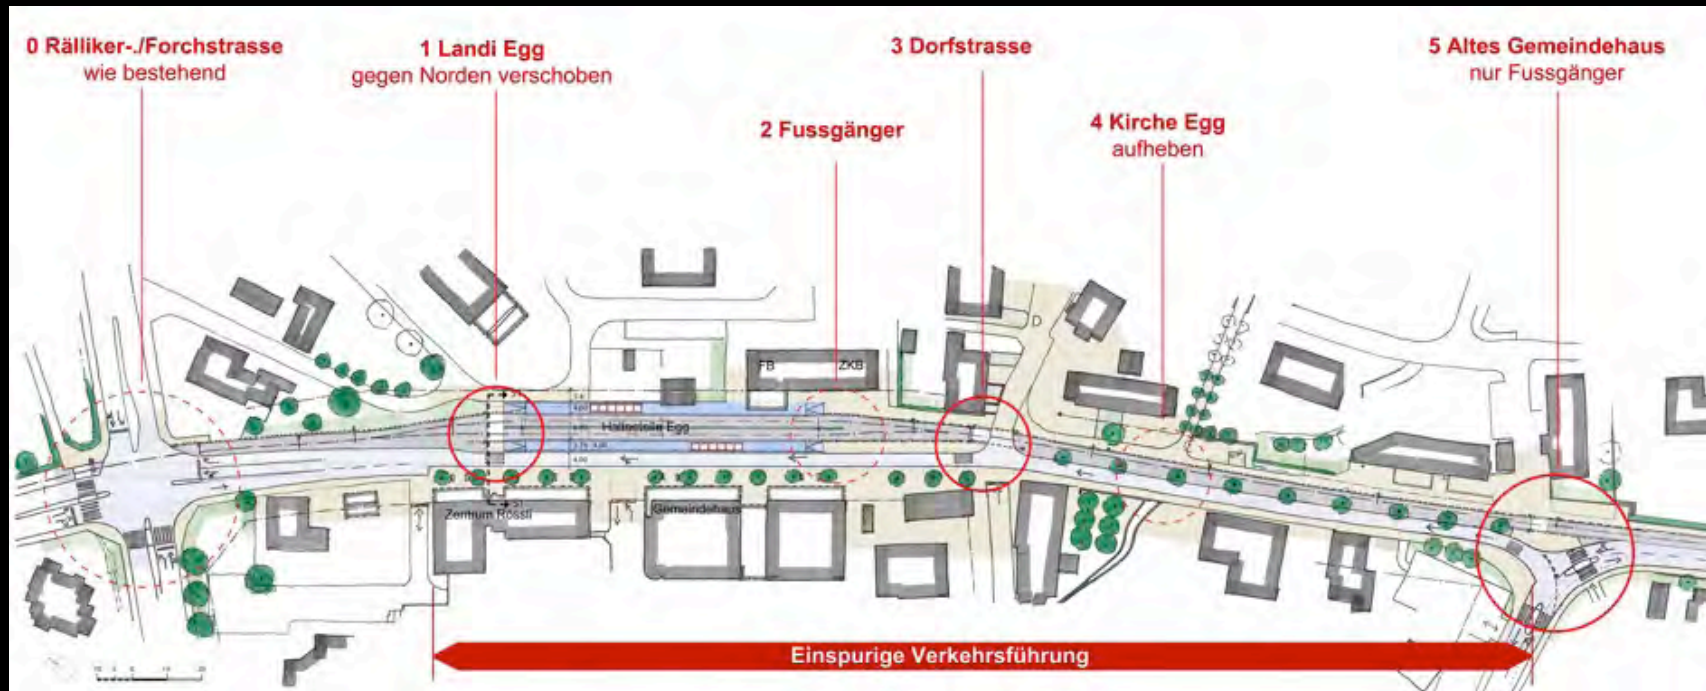 0 Rälliker-./Forchstrasse
wie bestehend
1 Landi Egg
gegen Norden verschoben
2 Fussgänger
3 Dorfstrasse
4 Kirche Egg
aufheben
5 Altes Gemeindehaus
nur Fussgänger
FB
ZKB
Haltestelle Egg
Zentrum Rössli
Gemeindehaus
Einspurige Verkehrsführung